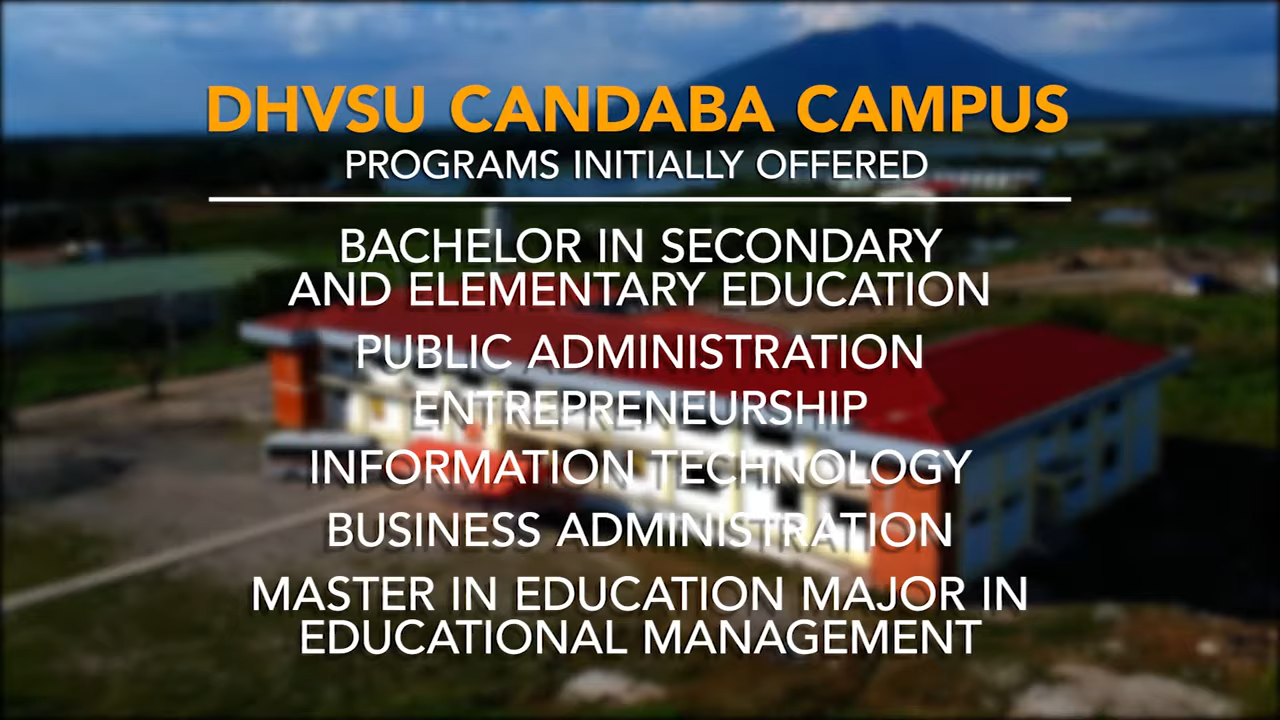 DHVSU CANDABA CAMPUS
PROGRAMS INITIALLY OFFERED
BACHELOR IN SECONDARY
AND ELEMENTARY EDUCATION
PUBLIC ADMINISTRATION
ENTREPRENEURSHIP
INFORMATION TECHNOLOGY
BUSINESS ADMINISTRATION
MASTER IN EDUCATION MAJOR IN
EDUCATIONAL MANAGEMENT